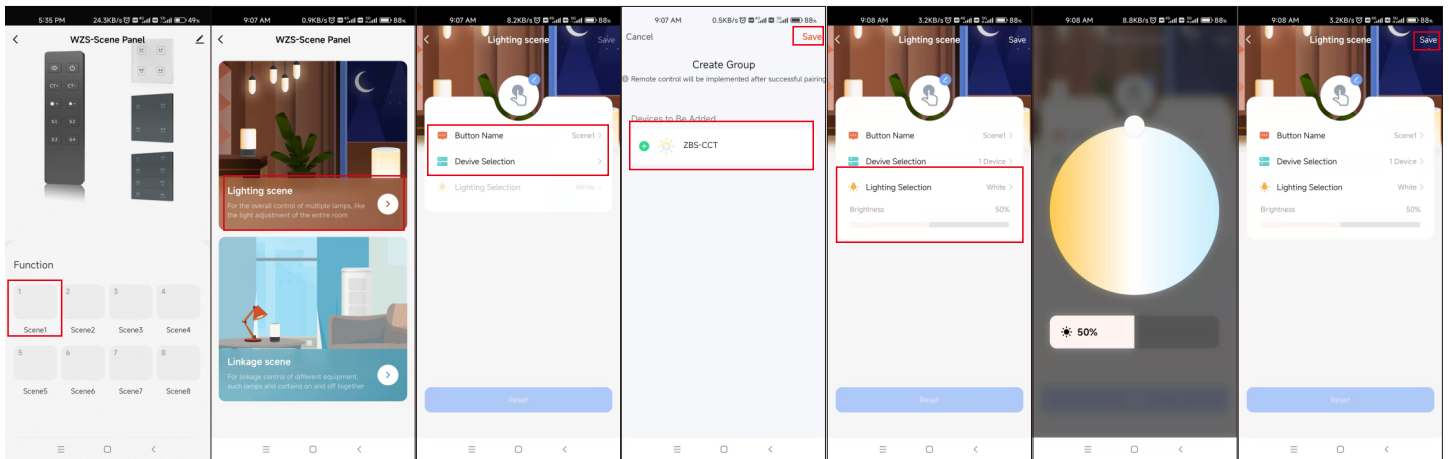 5:35 PM 24.3KB/s 49%
WZS-Scene Panel
CT+ CT-
S1 S2
S3 S4
Function
1 2 3 4
Scene1 Scene2 Scene3 Scene4
5 6 7 8
Scene5 Scene6 Scene7 Scene8
9:07 AM 0.9KB/s 88%
WZS-Scene Panel
Lighting scene
For the overall control of multiple lamps, like
the light adjustment of the entire room
Linkage scene
For linkage control of different equipment,
such lamps and curtains on and off together
9:07 AM 8.2KB/s 88%
Lighting scene Save
Button Name Scene1
Devive Selection
Lighting Selection White
Reset
9:07 AM 0.5KB/s 88%
Cancel Save
Create Group
Remote control will be implemented after successful pairing
Devices to Be Added
ZBS-CCT
9:08 AM 3.2KB/s 88%
Lighting scene Save
Button Name Scene1
Devive Selection 1 Device
Lighting Selection White
Brightness 50%
Reset
9:08 AM 8.8KB/s 88%
50%
9:08 AM 3.2KB/s 88%
Lighting scene Save
Button Name Scene1
Devive Selection 1 Device
Lighting Selection White
Brightness 50%
Reset